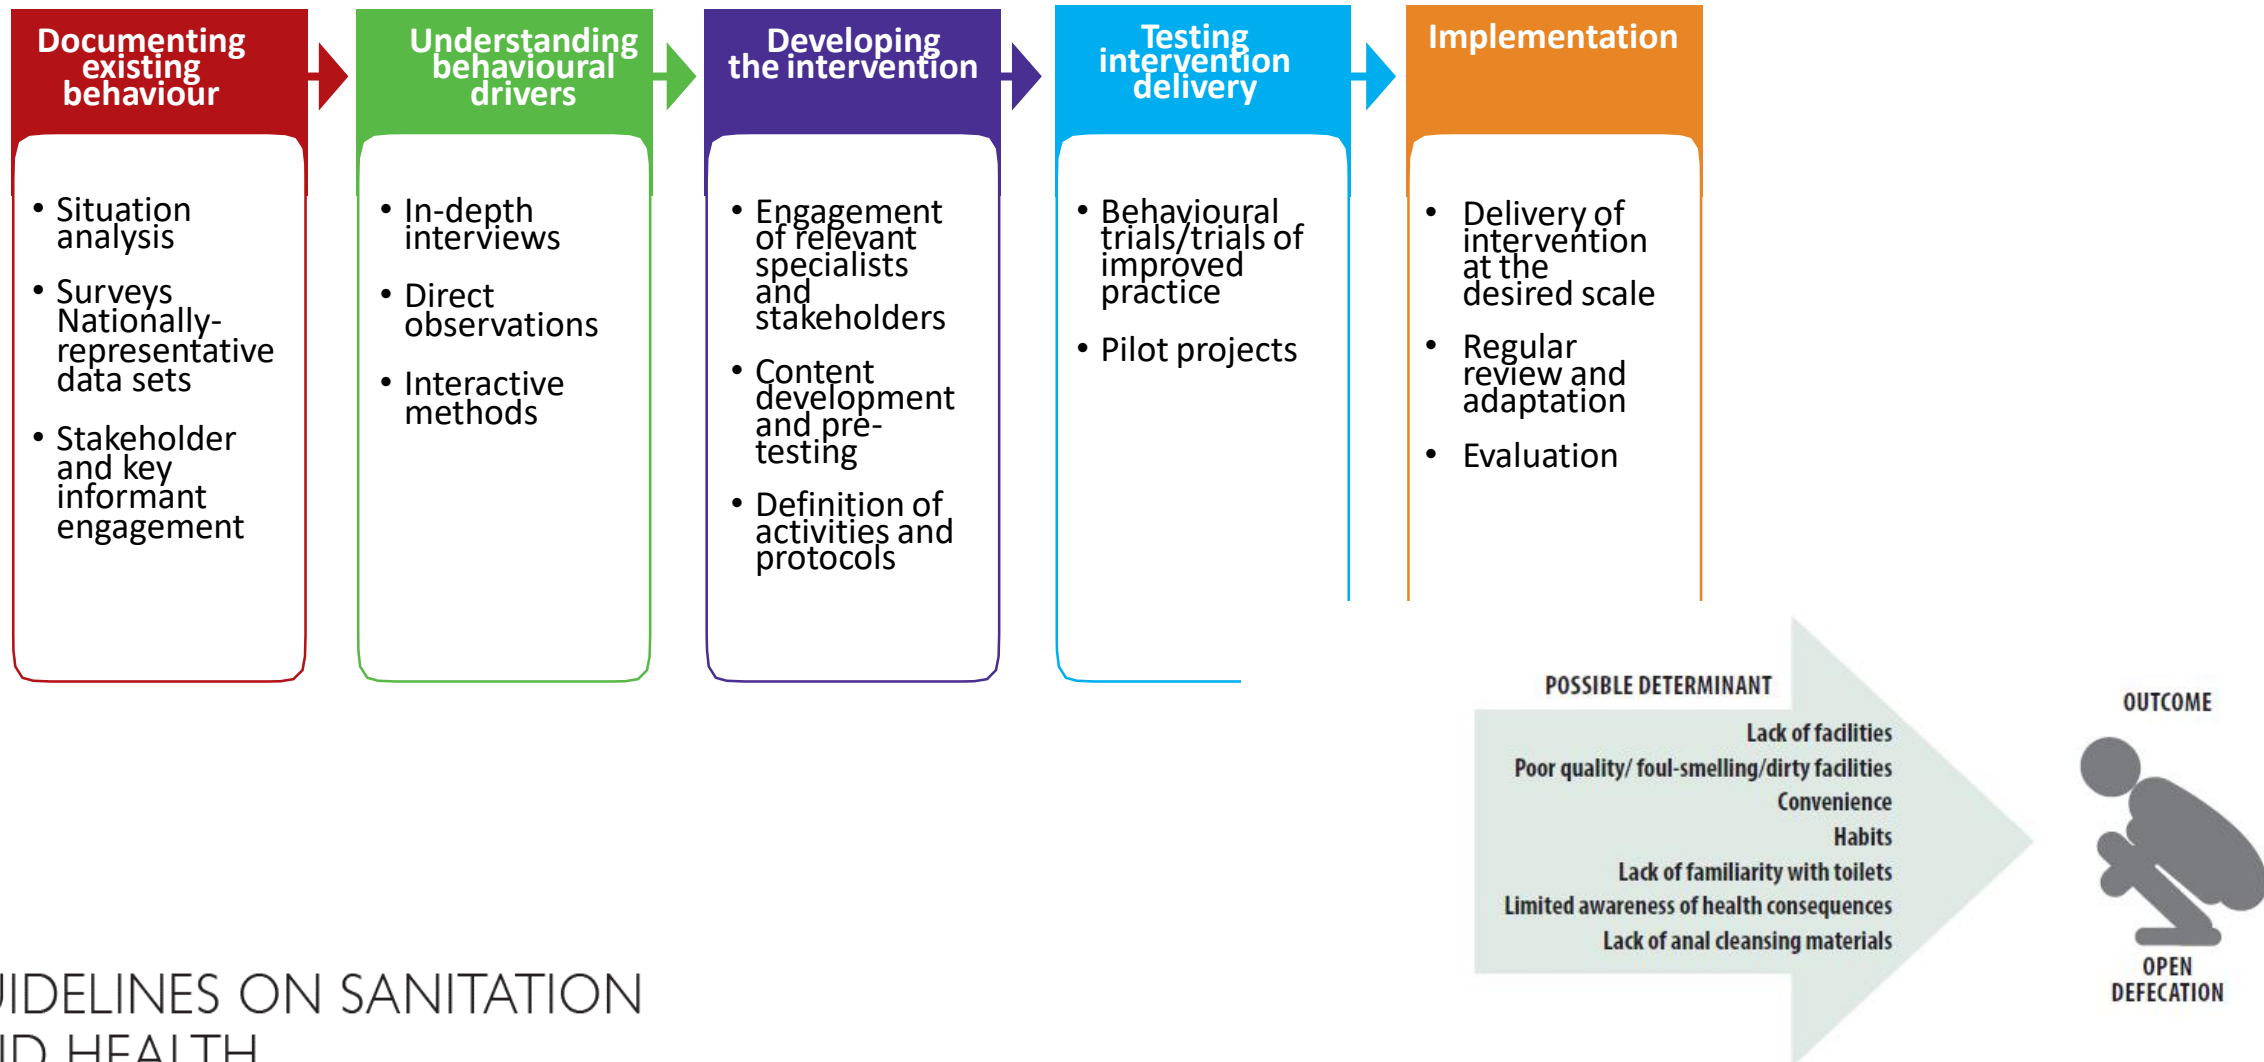 Documenting
existing
behaviour
• Situation
analysis
• Surveys
Nationally-
representative
data sets
• Stakeholder
and key
informant
engagement
Understanding
behavioural
drivers
• In-depth
interviews
• Direct
observations
• Interactive
methods
Developing
the intervention
• Engagement
of relevant
specialists
and
stakeholders
• Content
development
and pre-
testing
• Definition of
activities and
protocols
Testing
intervention
delivery
• Behavioural
trials/trials of
improved
practice
• Pilot projects
Implementation
• Delivery of
intervention
at the
desired scale
• Regular
review and
adaptation
• Evaluation
POSSIBLE DETERMINANT
Lack of facilities
Poor quality/ foul-smelling/dirty facilities
Convenience
Habits
Lack of familiarity with toilets
Limited awareness of health consequences
Lack of anal cleansing materials
OUTCOME
OPEN
DEFECATION
UIDELINES ON SANITATION
ND HEALTH